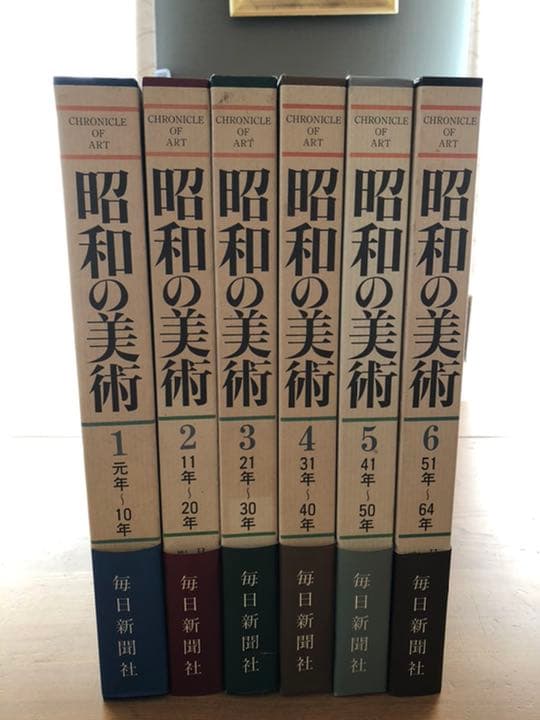 CHRONICLE
OF
ART
昭和の美術
1
元年~10年
毎日新聞社
CHRONICLE
OF
ART
昭和の美術
2
11年~20年
毎日新聞社
CHRONICLE
OF
ART
昭和の美術
3
21年~30年
毎日新聞社
CHRONICLE
OF
ART
昭和の美術
4
31年~40年
毎日新聞社
CHRONICLE
OF
ART
昭和の美術
5
41年~50年
毎日新聞社
CHRONICLE
OF
ART
昭和の美術
6
51年~64年
毎日新聞社